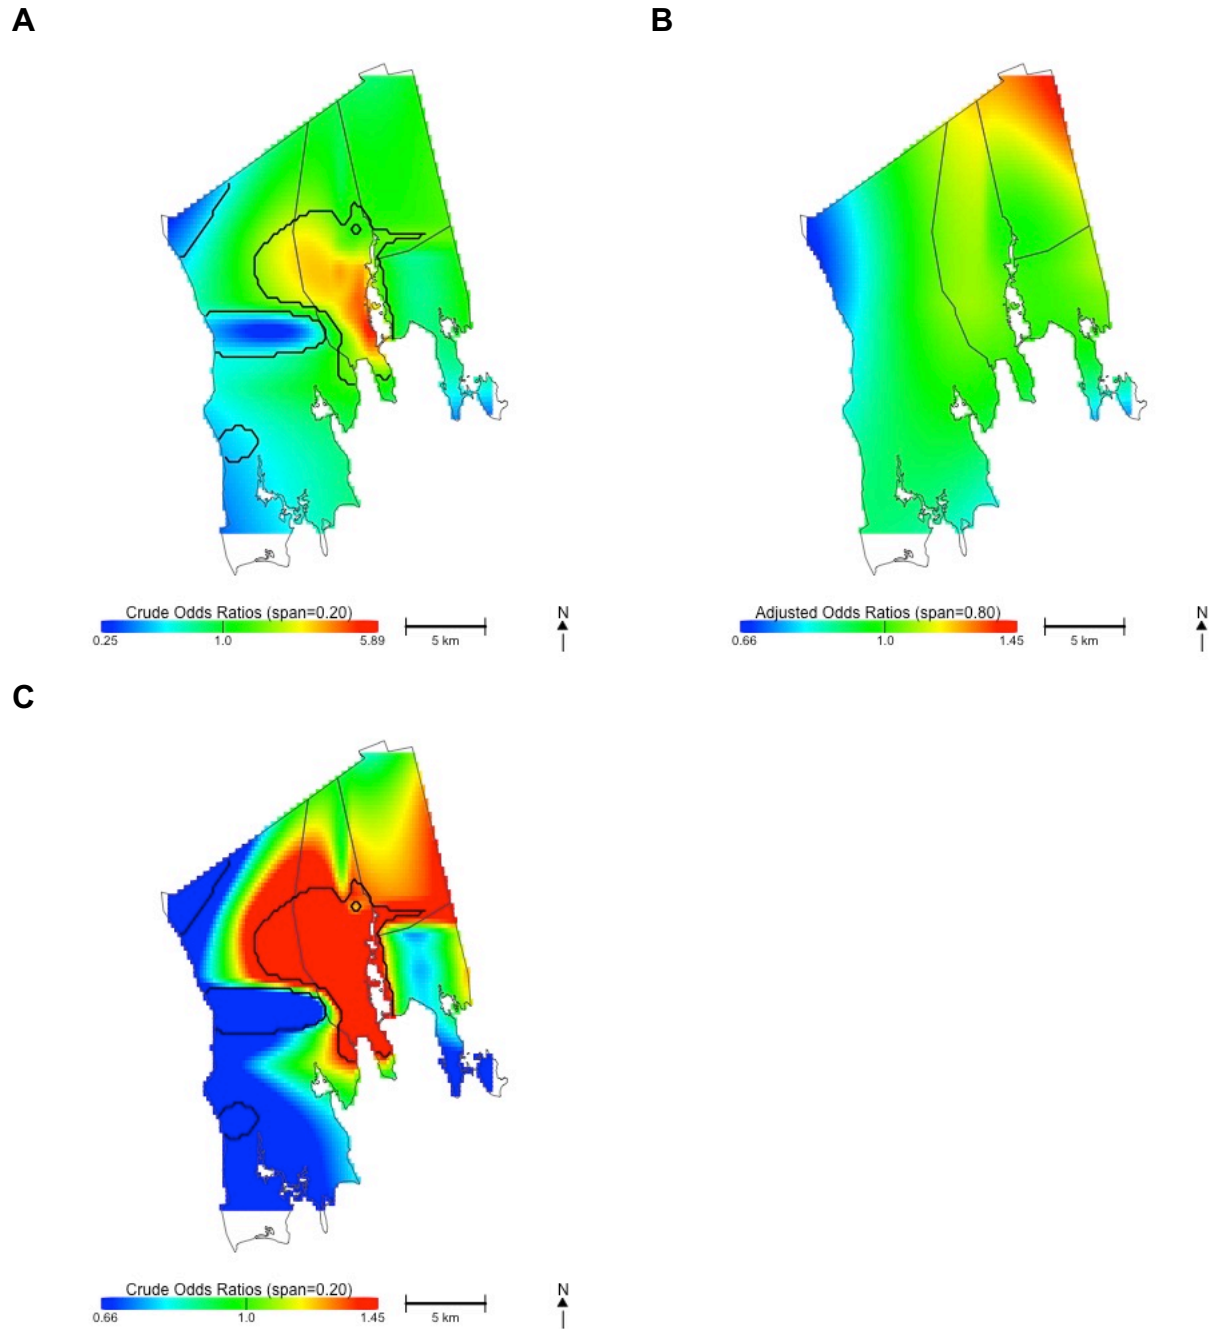 A
B
Crude Odds Ratios (span=0.20)
0.25 1.0 5.89
5 km
N
Adjusted Odds Ratios (span=0.80)
0.66 1.0 1.45
5 km
N
C
Crude Odds Ratios (span=0.20)
0.66 1.0 1.45
5 km
N